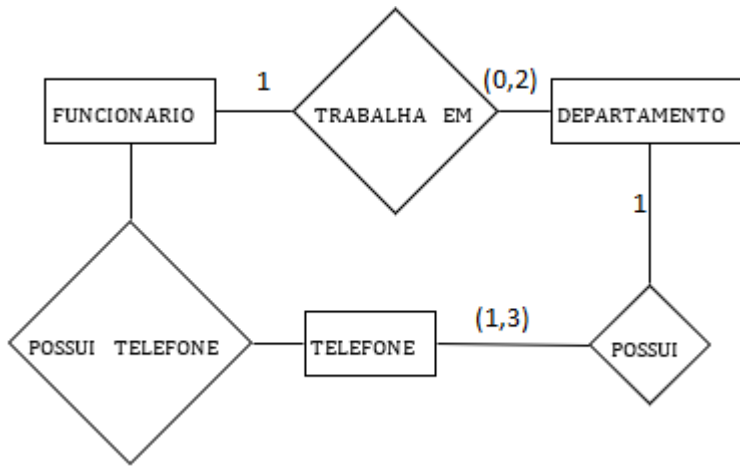 1
(0,2)
FUNCIONARIO
TRABALHA EM
DEPARTAMENTO
1
(1,3)
POSSUI TELEFONE
TELEFONE
POSSUI